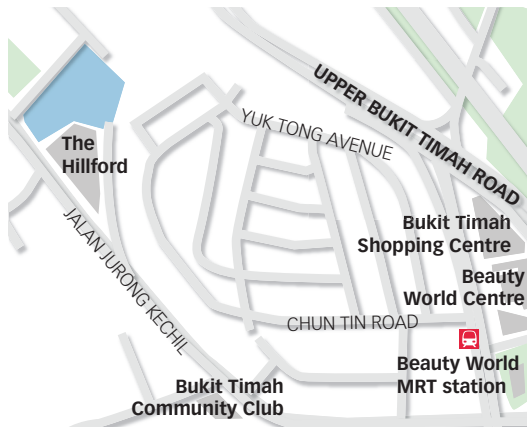 UPPER BUKIT TIMAH ROAD
YUK TONG AVENUE
The
Hillford
Bukit Timah
Shopping Centre
JALAN JURONG KECHIL
Beauty
World Centre
CHUN TIN ROAD
Beauty World
MRT station
Bukit Timah
Community Club